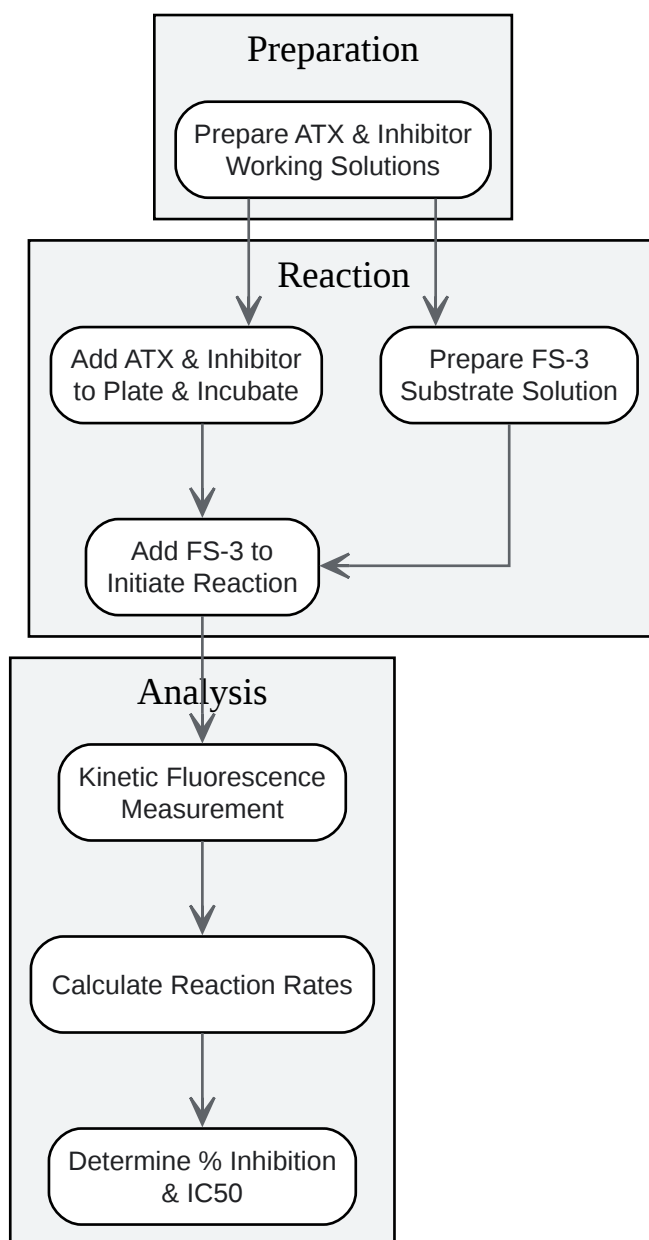 Preparation
Prepare ATX & Inhibitor
Working Solutions
Reaction
Add ATX & Inhibitor
to Plate & Incubate
Prepare FS-3
Substrate Solution
Add FS-3 to
Initiate Reaction
Analysis
Kinetic Fluorescence
Measurement
Calculate Reaction Rates
Determine % Inhibition
& IC50